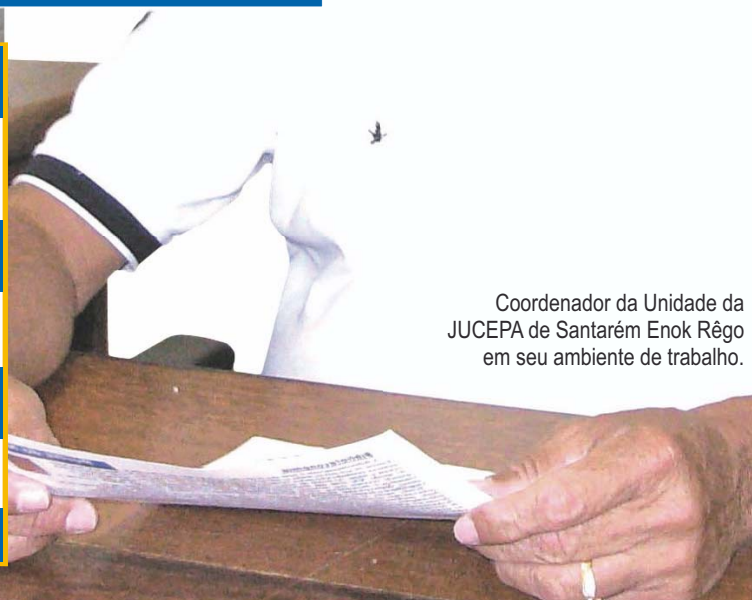 Coordenador da Unidade da
JUCEPA de Santarém Enok Rêgo
em seu ambiente de trabalho.